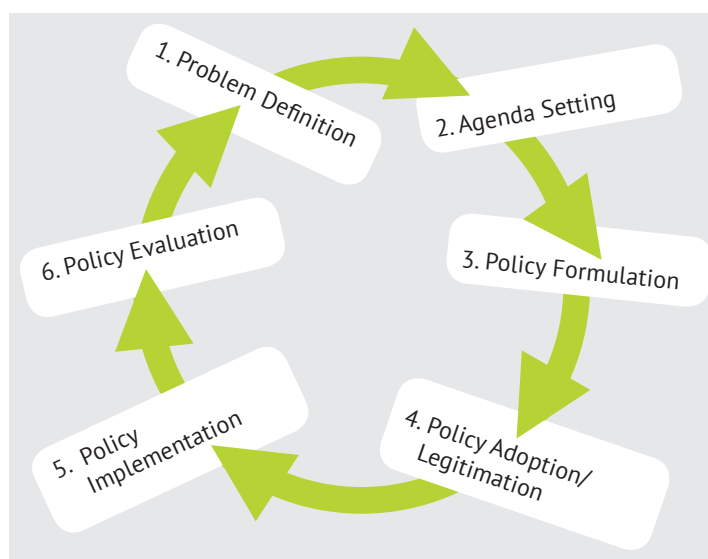 1. Problem Definition
2. Agenda Setting
3. Policy Formulation
4. Policy Adoption/
Legitimation
5. Policy
Implementation
6. Policy Evaluation